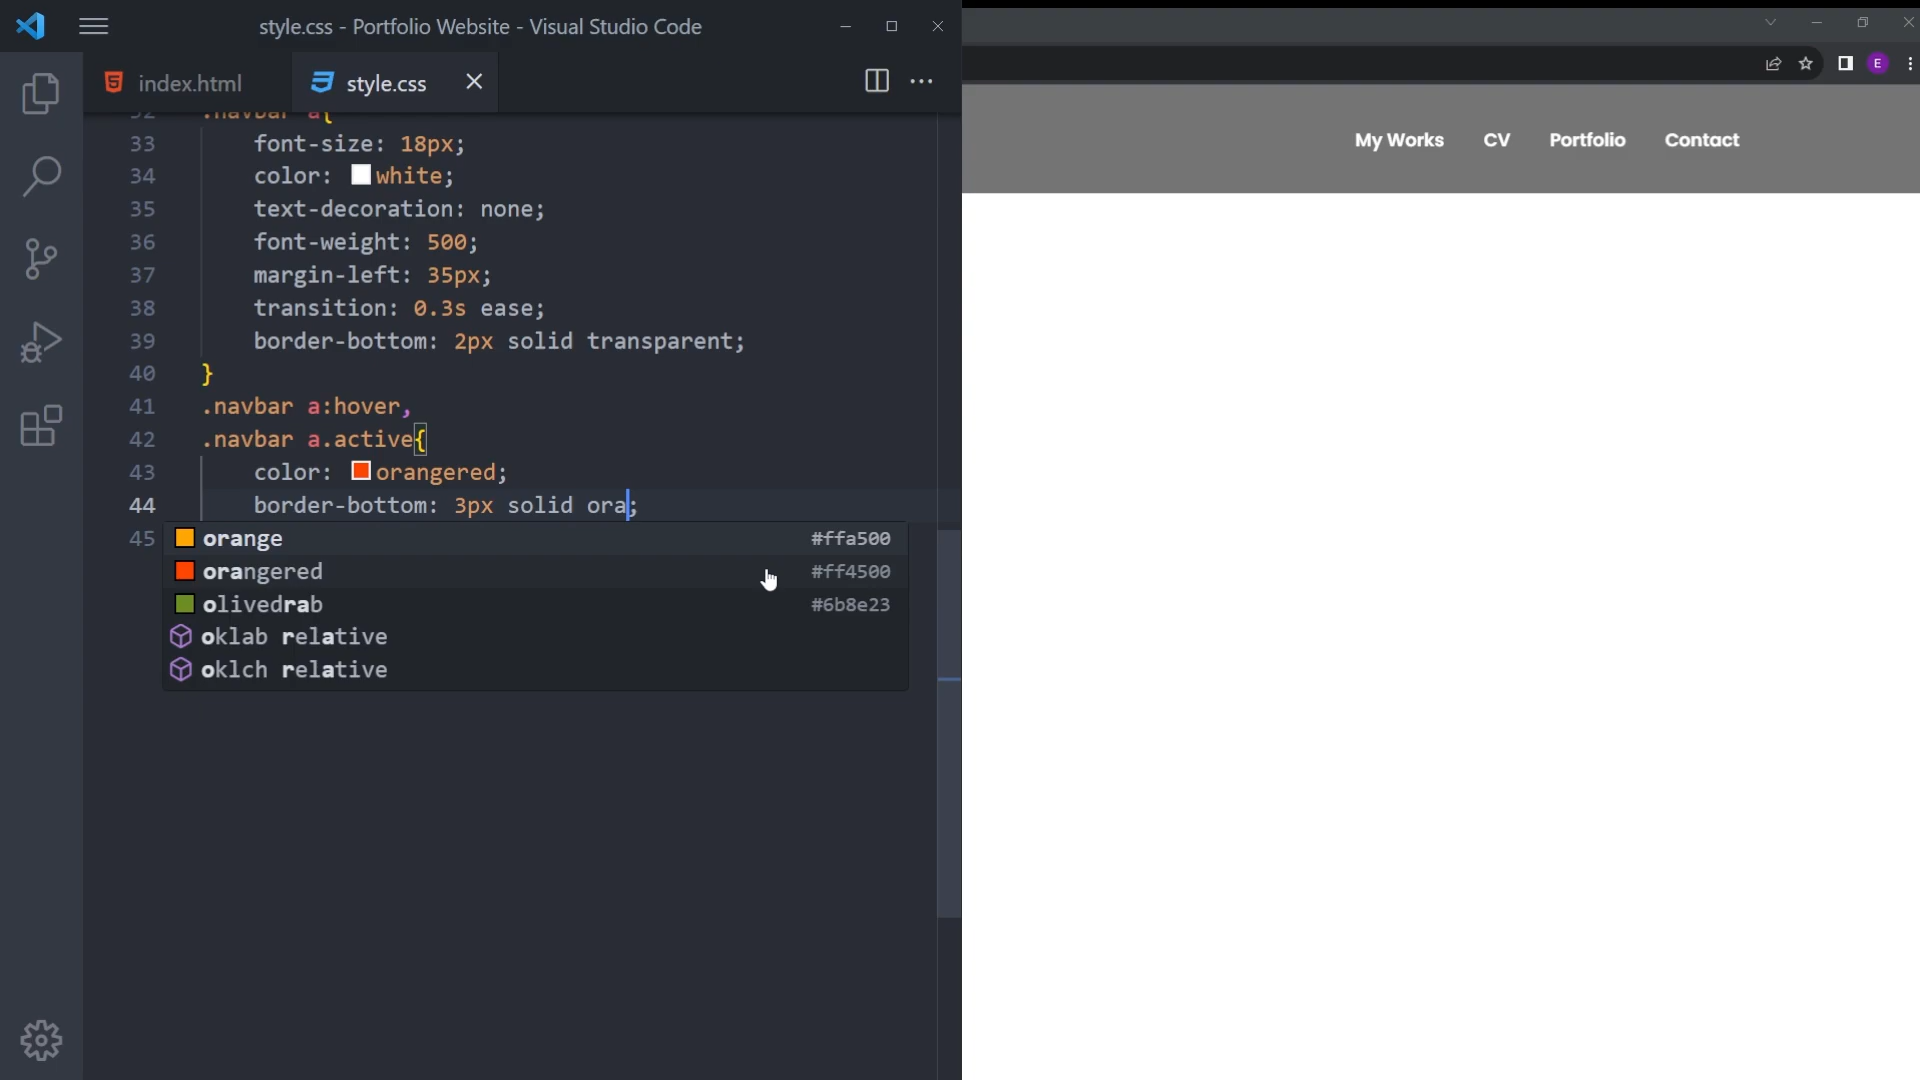 style.css - Portfolio Website - Visual Studio Code
index.html
style.css
32 .navbar a{
33 font-size: 18px;
34 color: white;
35 text-decoration: none;
36 font-weight: 500;
37 margin-left: 35px;
38 transition: 0.3s ease;
39 border-bottom: 2px solid transparent;
40 }
41 .navbar a:hover,
42 .navbar a.active{
43 color: orangered;
44 border-bottom: 3px solid ora;
45
orange #ffa500
orangered #ff4500
olivedrab #6b8e23
oklab relative
oklch relative
E
My Works CV Portfolio Contact